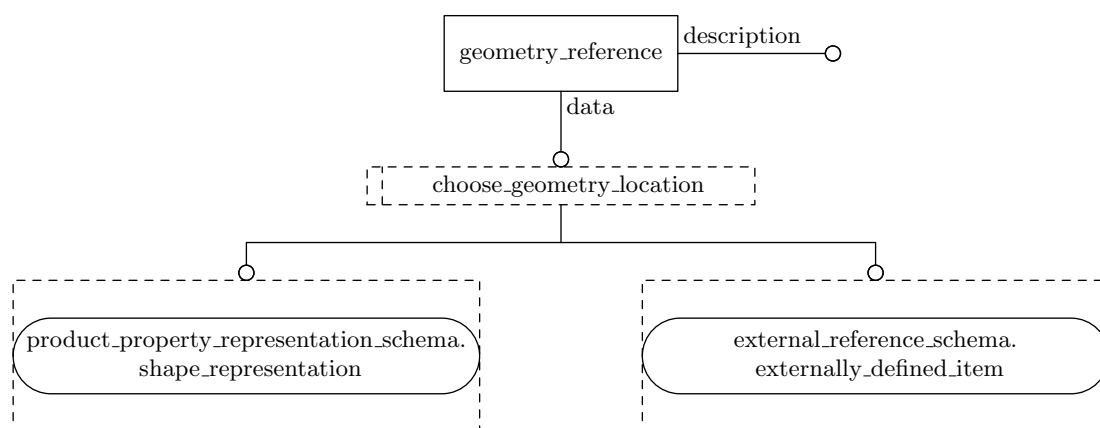 description
geometry_reference
data
choose_geometry_location
product_property_representation_schema.
shape_representation
external_reference_schema.
externally_defined_item